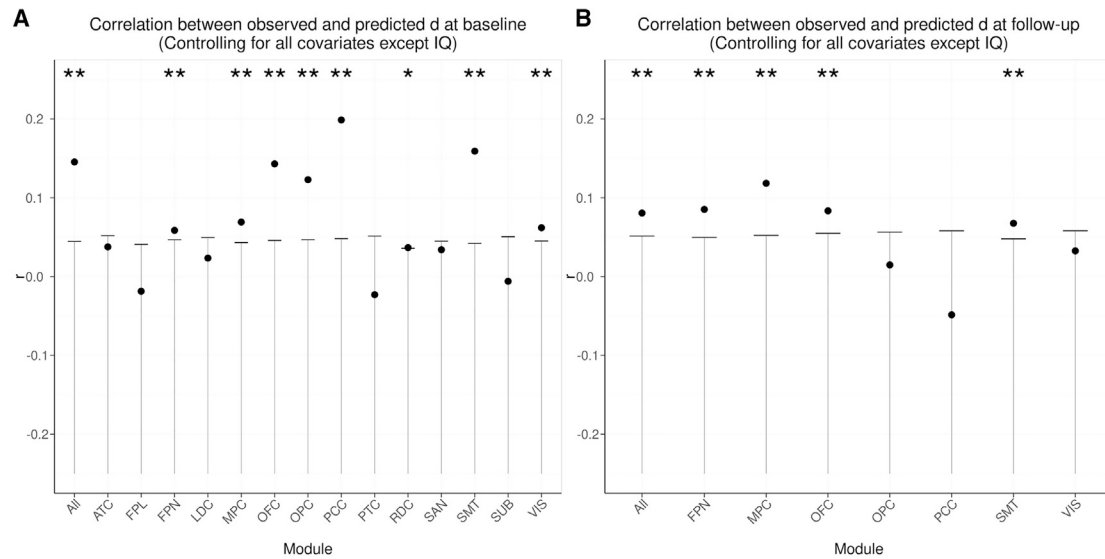 A
Correlation between observed and predicted d at baseline
(Controlling for all covariates except IQ)
** ** ** ** ** ** * ** **
0.2
0.1
0.0
-0.1
-0.2
r
All ATC FPL FPN LDC MPC OFC OPC PCC PTC RDC SAN SMT SUB VIS
Module
B
Correlation between observed and predicted d at follow-up
(Controlling for all covariates except IQ)
** ** ** ** **
0.2
0.1
0.0
-0.1
-0.2
r
All FPN MPC OFC OPC PCC SMT VIS
Module